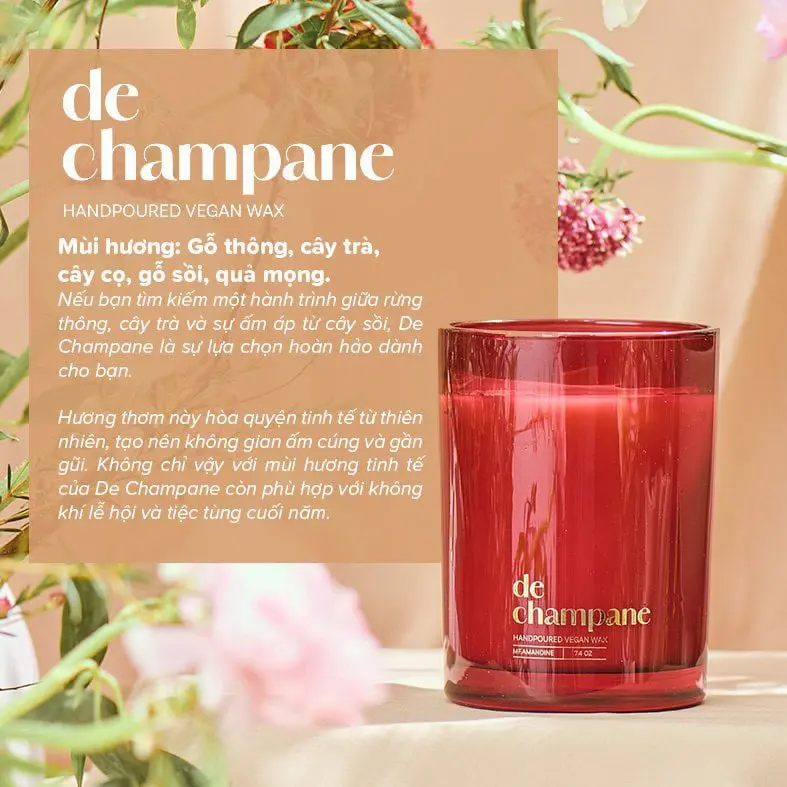 de
champane
HANDPOURED VEGAN WAX
Mùi hương: Gỗ thông, cây trà,
cây cọ, gỗ sồi, quả mọng.
Nếu bạn tìm kiếm một hành trình giữa rừng
thông, cây trà và sự ấm áp từ cây sồi, De
Champane là sự lựa chọn hoàn hảo dành
cho bạn.
Hương thơm này hòa quyện tinh tế từ thiên
nhiên, tạo nên không gian ấm cúng và gần
gũi. Không chỉ vậy với mùi hương tinh tế
của De Champane còn phù hợp với không
khí lễ hội và tiệc tùng cuối năm.
de
champane
HANDPOURED VEGAN WAX
MF.AMANDINE | 7.4 OZ